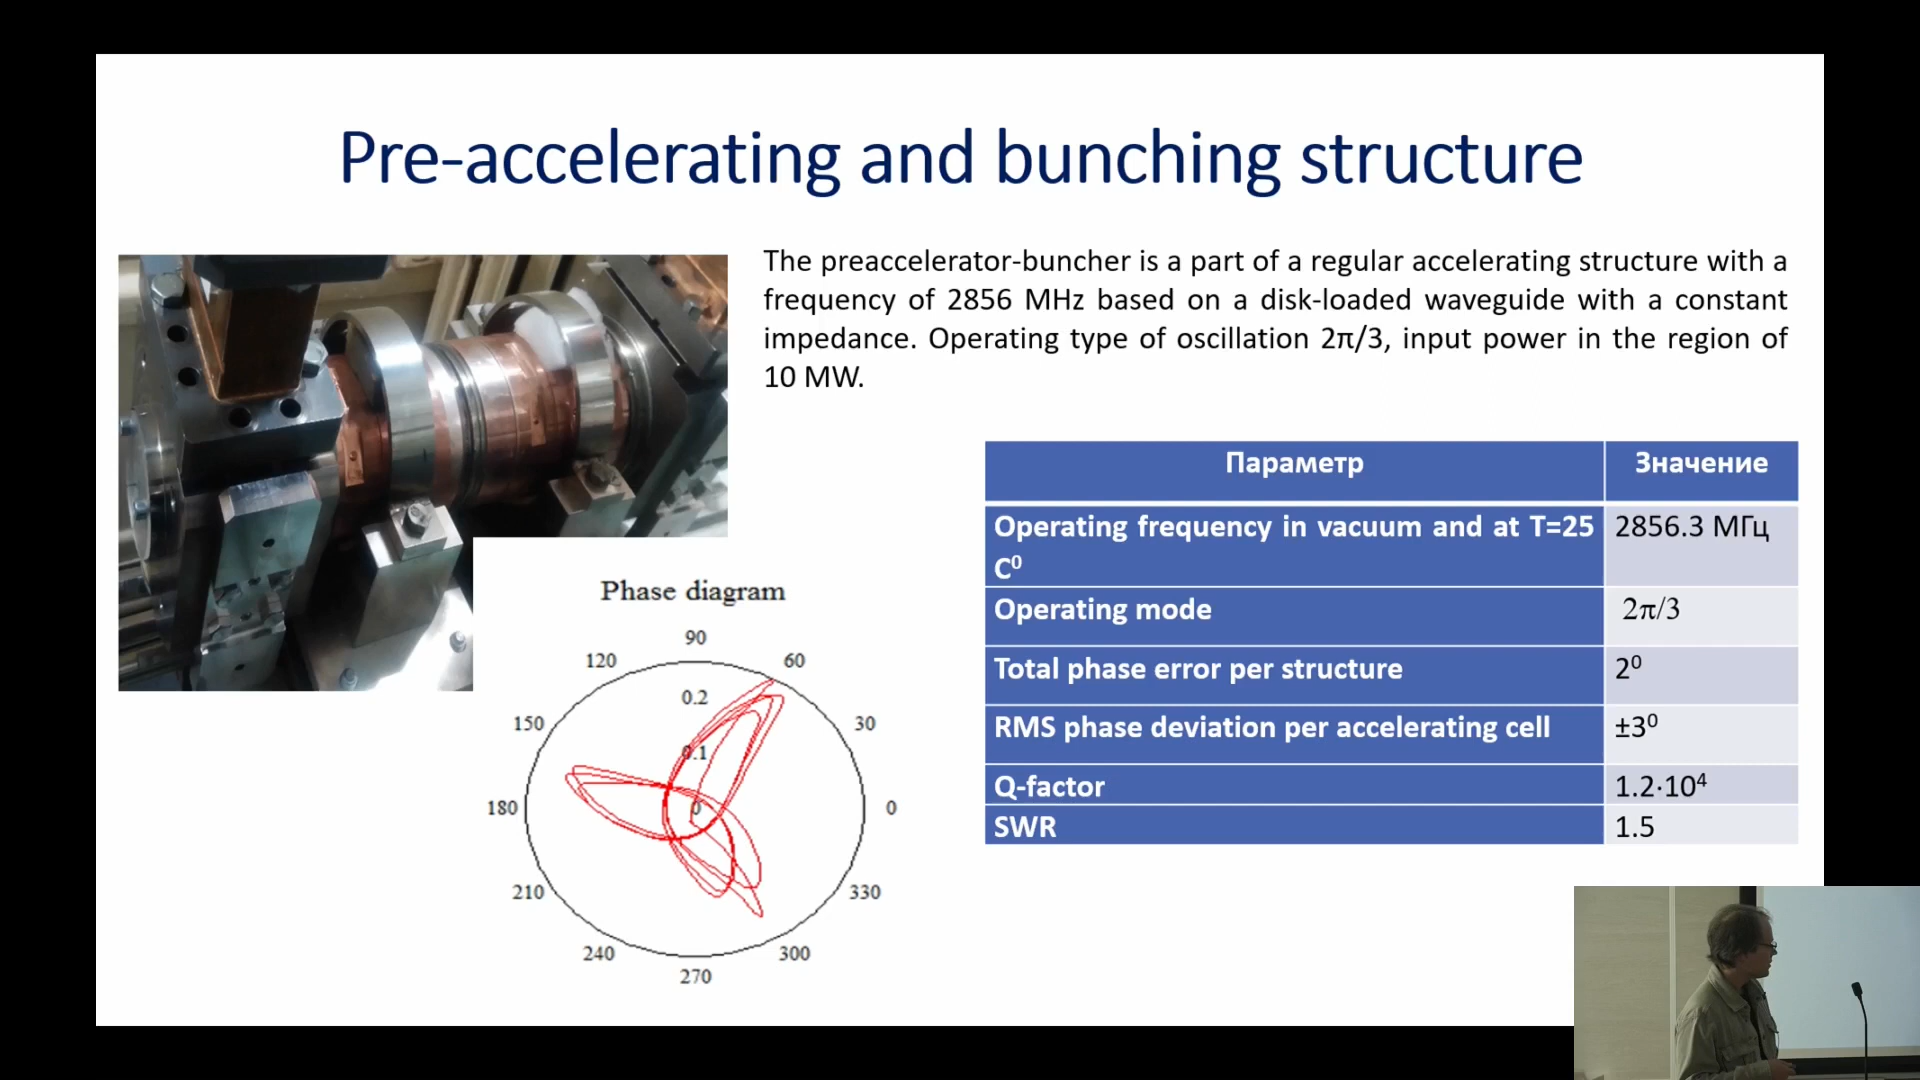 Pre-accelerating and bunching structure
The preaccelerator-buncher is a part of a regular accelerating structure with a
frequency of 2856 MHz based on a disk-loaded waveguide with a constant
impedance. Operating type of oscillation 2π/3, input power in the region of
10 MW.
Параметр Значение
Operating frequency in vacuum and at T=25 2856.3 МГц
C⁰
Operating mode 2π/3
Total phase error per structure 2⁰
RMS phase deviation per accelerating cell ±3⁰
Q-factor 1.2·10⁴
SWR 1.5
Phase diagram
90
120 60
0.2
150 30
0.1
180 0 0
210 330
240 300
270